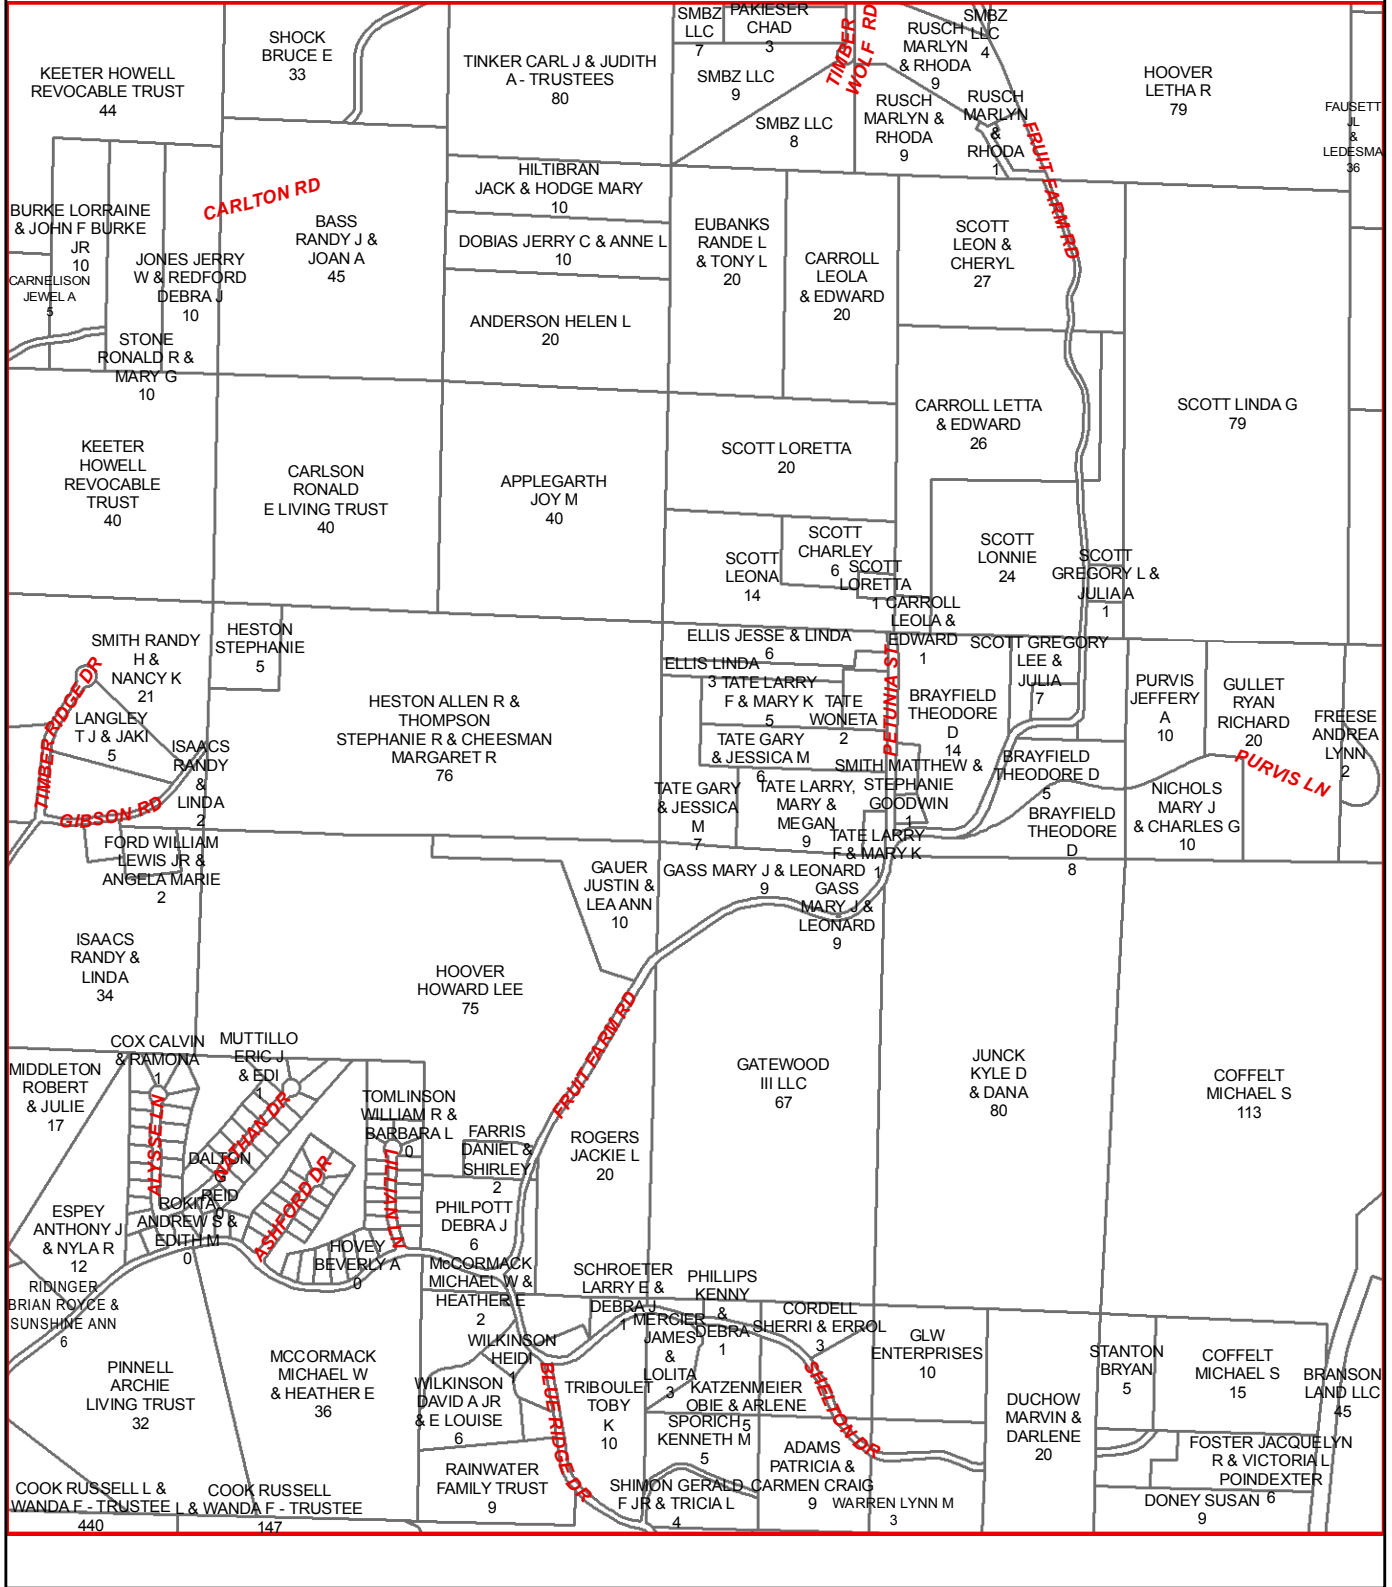 KEETER HOWELL
REVOCABLE TRUST
44
SHOCK
BRUCE E
33
TINKER CARL J & JUDITH
A - TRUSTEES
80
SMBZ
LLC
7
PAKIESER
CHAD
3
TIMBER
WOLF RD
SMBZ LLC
9
SMBZ LLC
8
RUSCH
MARLYN
& RHODA
9
SMBZ
LLC
4
RUSCH
MARLYN &
RHODA
9
RUSCH
MARLYN
&
RHODA
1
HOOVER
LETHA R
79
FAUSETT
JL
&
LEDESMA
36
FRUIT FARM RD
CARLTON RD
BURKE LORRAINE
& JOHN F BURKE
JR
10
CARNELISON
JEWEL A
5
JONES JERRY
W & REDFORD
DEBRA J
10
STONE
RONALD R &
MARY G
10
BASS
RANDY J &
JOAN A
45
HILTIBRAN
JACK & HODGE MARY
10
DOBIAS JERRY C & ANNE L
10
ANDERSON HELEN L
20
EUBANKS
RANDE L
& TONY L
20
CARROLL
LEOLA
& EDWARD
20
SCOTT
LEON &
CHERYL
27
CARROLL LETTA
& EDWARD
26
SCOTT LINDA G
79
KEETER
HOWELL
REVOCABLE
TRUST
40
CARLSON
RONALD
E LIVING TRUST
40
APPLEGARTH
JOY M
40
SCOTT LORETTA
20
SCOTT
LEONA
14
SCOTT
CHARLEY
6
SCOTT
LORETTA
1
SCOTT
LONNIE
24
SCOTT
GREGORY L &
JULIA A
1
CARROLL
LEOLA &
EDWARD
1
SMITH RANDY
H &
NANCY K
21
HESTON
STEPHANIE
5
TIMBERRIDGE DR
LANGLEY
T J & JAKI
5
ISAACS
RANDY
&
LINDA
2
GIBSON RD
HESTON ALLEN R &
THOMPSON
STEPHANIE R & CHEESMAN
MARGARET R
76
ELLIS JESSE & LINDA
6
ELLIS LINDA
3
TATE LARRY
F & MARY K
5
TATE
WONETA
2
TATE GARY
& JESSICA M
6
TATE GARY
& JESSICA
M
7
TATE LARRY,
MARY &
MEGAN
9
PETUNIA ST
BRAYFIELD
THEODORE
D
14
SCOTT GREGORY
LEE &
JULIA
7
SMITH MATTHEW &
STEPHANIE
GOODWIN
1
TATE LARRY
F & MARY K
1
BRAYFIELD
THEODORE D
5
BRAYFIELD
THEODORE
D
8
PURVIS
JEFFERY
A
10
GULLET
RYAN
RICHARD
20
PURVIS LN
FREESE
ANDREA
LYNN
2
NICHOLS
MARY J
& CHARLES G
10
FORD WILLIAM
LEWIS JR &
ANGELA MARIE
2
ISAACS
RANDY &
LINDA
34
GAUER
JUSTIN &
LEA ANN
10
GASS MARY J & LEONARD
9
GASS
MARY J &
LEONARD
9
HOOVER
HOWARD LEE
75
FRUIT FARM RD
GATEWOOD
III LLC
67
JUNCK
KYLE D
& DANA
80
COFFELT
MICHAEL S
113
MIDDLETON
ROBERT
& JULIE
17
COX CALVIN
& RAMONA
1
MUTTILLO
ERIC J
& EDI
1
TOMLINSON
WILLIAM R &
BARBARA L
0
ALYSSE LN
NATHAN DR
ASHFORD DR
LILLIAN LN
DALTON
G
REID
0
ROKITA
ANDREW S &
EDITH M
0
HOVEY
BEVERLY A
0
FARRIS
DANIEL &
SHIRLEY
2
PHILPOTT
DEBRA J
6
ROGERS
JACKIE L
20
ESPEY
ANTHONY J
& NYLA R
12
RIDINGER
BRIAN ROYCE &
SUNSHINE ANN
6
PINNELL
ARCHIE
LIVING TRUST
32
MCCORMACK
MICHAEL W
& HEATHER E
36
McCORMACK
MICHAEL W &
HEATHER E
2
WILKINSON
HEIDI
1
WILKINSON
DAVID A JR
& E LOUISE
6
SCHROETER
LARRY E &
DEBRA J
1
MERCIER
JAMES
&
LOLITA
3
PHILLIPS
KENNY
&
DEBRA
1
CORDELL
SHERRI & ERROL
3
GLW
ENTERPRISES
10
BLUE RIDGE DR
TRIBOULET
TOBY
K
10
KATZENMEIER
OBIE & ARLENE
5
SPORICH
KENNETH M
5
SHELTON DR
DUCHOW
MARVIN &
DARLENE
20
STANTON
BRYAN
5
COFFELT
MICHAEL S
15
BRANSON
LAND LLC
45
RAINWATER
FAMILY TRUST
9
SHIMON GERALD
F JR & TRICIA L
4
ADAMS
PATRICIA &
CARMEN CRAIG
9
WARREN LYNN M
3
FOSTER JACQUELYN
R & VICTORIA L
POINDEXTER
6
DONEY SUSAN
9
COOK RUSSELL L &
WANDA F - TRUSTEE
440
COOK RUSSELL
L & WANDA F - TRUSTEE
147